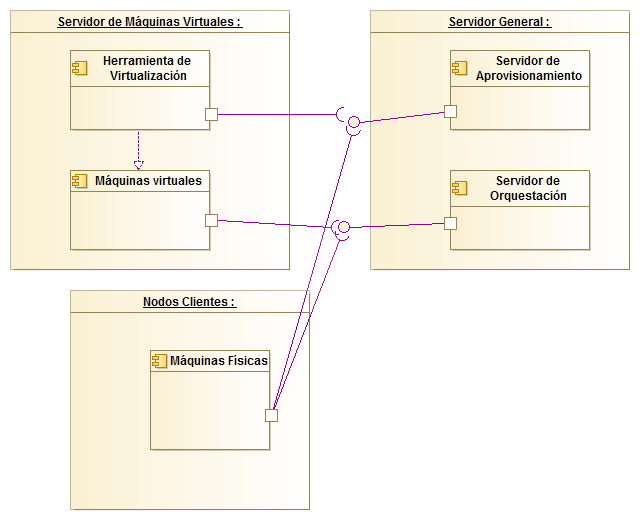 Servidor de Máquinas Virtuales :
Herramienta de
Virtualización
Máquinas virtuales
Servidor General :
Servidor de
Aprovisionamiento
Servidor de
Orquestación
Nodos Clientes :
Máquinas Físicas